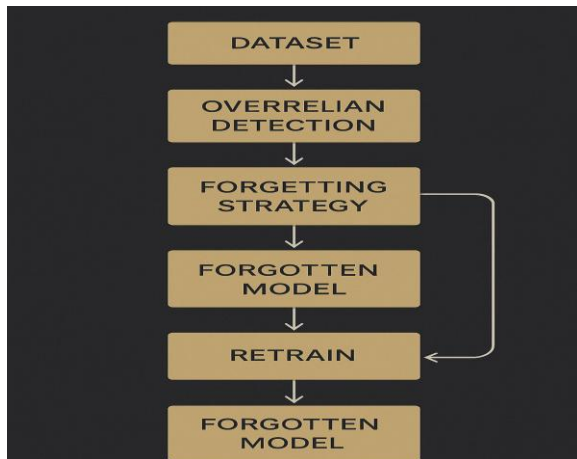 DATASET
OVERRELIAN
DETECTION
FORGETTING
STRATEGY
FORGOTTEN
MODEL
RETRAIN
FORGOTTEN
MODEL